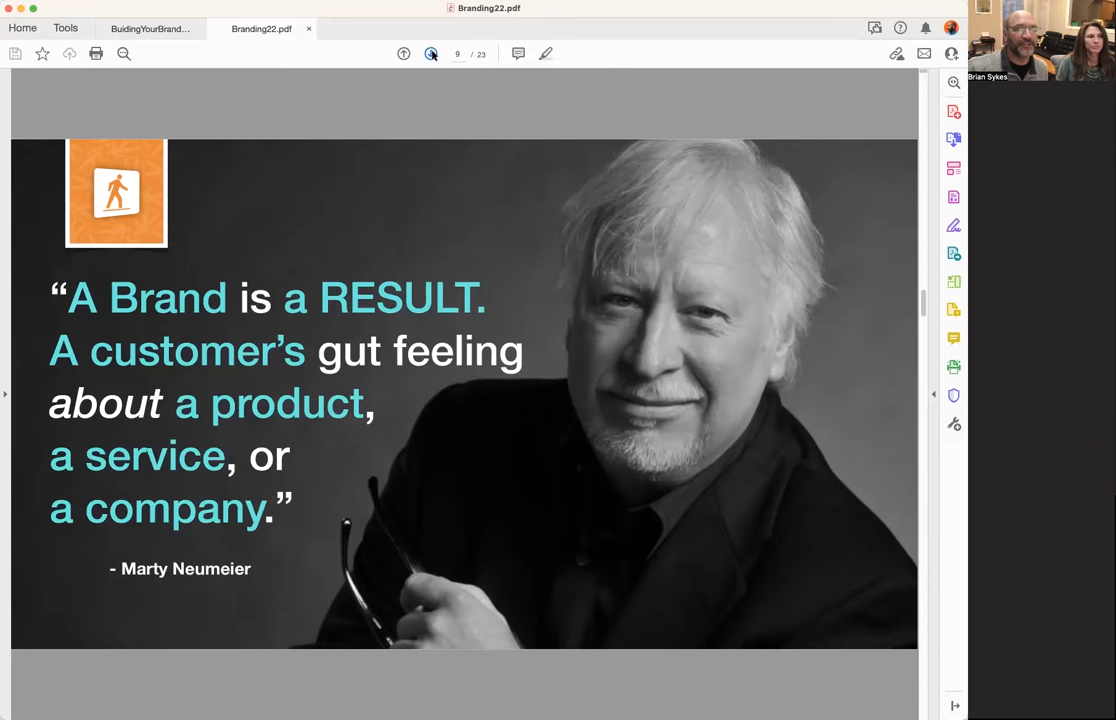 Branding22.pdf
Home
Tools
BuidingYourBrand...
Branding22.pdf
×
9 / 23
Brian Sykes
“A Brand is a RESULT.
A customer’s gut feeling
about a product,
a service, or
a company.”
- Marty Neumeier